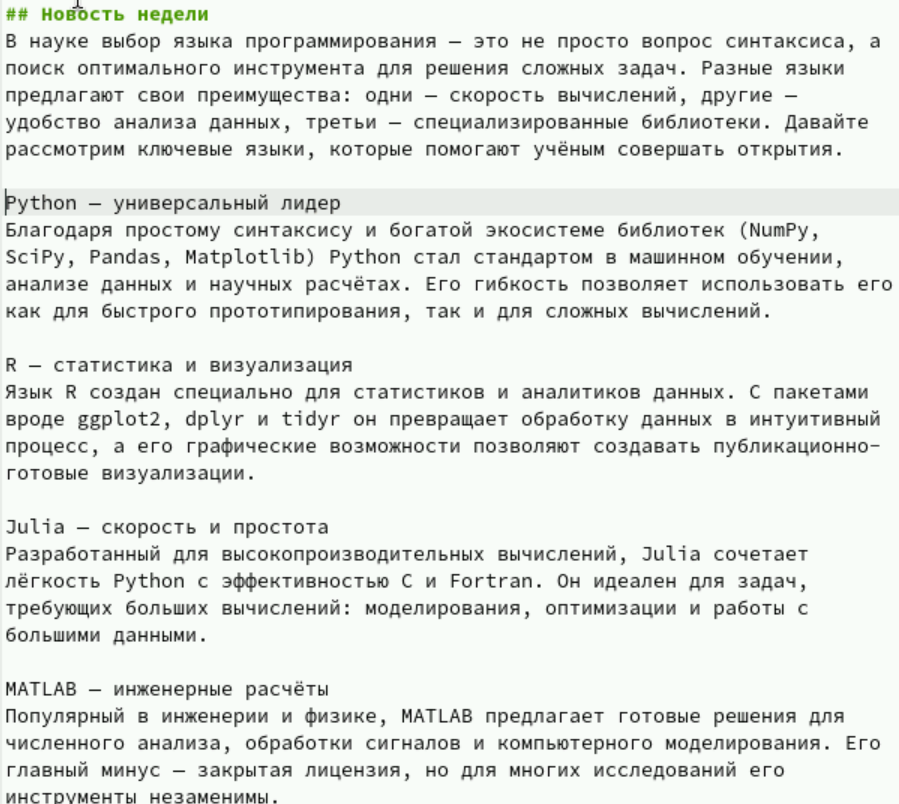 ## Новость недели
В науке выбор языка программирования — это не просто вопрос синтаксиса, а
поиск оптимального инструмента для решения сложных задач. Разные языки
предлагают свои преимущества: одни — скорость вычислений, другие —
удобство анализа данных, третьи — специализированные библиотеки. Давайте
рассмотрим ключевые языки, которые помогают учёным совершать открытия.
Python — универсальный лидер
Благодаря простому синтаксису и богатой экосистеме библиотек (NumPy,
SciPy, Pandas, Matplotlib) Python стал стандартом в машинном обучении,
анализе данных и научных расчётах. Его гибкость позволяет использовать его
как для быстрого прототипирования, так и для сложных вычислений.
R — статистика и визуализация
Язык R создан специально для статистиков и аналитиков данных. С пакетами
вроде ggplot2, dplyr и tidyr он превращает обработку данных в интуитивный
процесс, а его графические возможности позволяют создавать публикационно-
готовые визуализации.
Julia — скорость и простота
Разработанный для высокопроизводительных вычислений, Julia сочетает
лёгкость Python с эффективностью C и Fortran. Он идеален для задач,
требующих больших вычислений: моделирования, оптимизации и работы с
большими данными.
MATLAB — инженерные расчёты
Популярный в инженерии и физике, MATLAB предлагает готовые решения для
численного анализа, обработки сигналов и компьютерного моделирования. Его
главный минус — закрытая лицензия, но для многих исследований его
инструменты незаменимы.